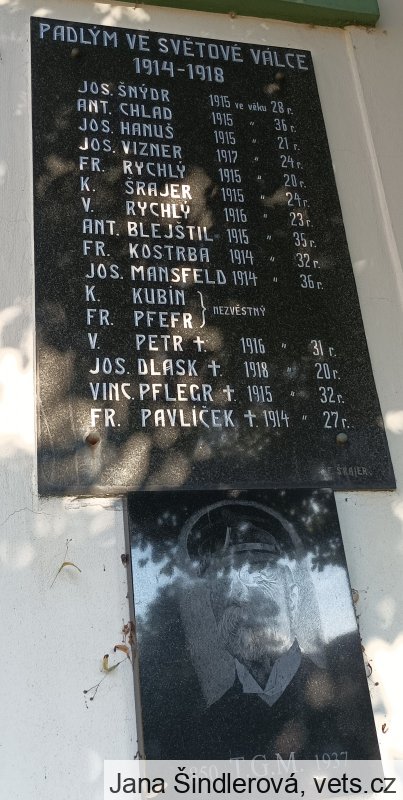 PADLÝM VE SVĚTOVÉ VÁLCE
1914-1918
JOS. ŠNÝDR 1915 ve věku 28 r.
ANT. CHLAD 1915 " 36 r.
JOS. HANUŠ 1915 " 21 r.
JOS. VIZNER 1917 " 24 r.
FR. RYCHLÝ 1915 " 20 r.
K. ŠRAJER 1915 " 24 r.
V. RYCHLÝ 1916 " 23 r.
ANT. BLEJŠTIL 1915 " 35 r.
FR. KOSTRBA 1914 " 32 r.
JOS. MANSFELD 1914 " 36 r.
K. KUBÍN
FR. PFEFR } NEZVĚSTNÝ
V. PETR †. 1916 " 31 r.
JOS. DLASK † 1918 " 20 r.
VINC. PFLEGR † 1915 " 32 r.
FR. PAVLÍČEK † 1914 " 27 r.
ŠRAJER
1850 T.G.M. 1937
Jana Šindlerová, vets.cz